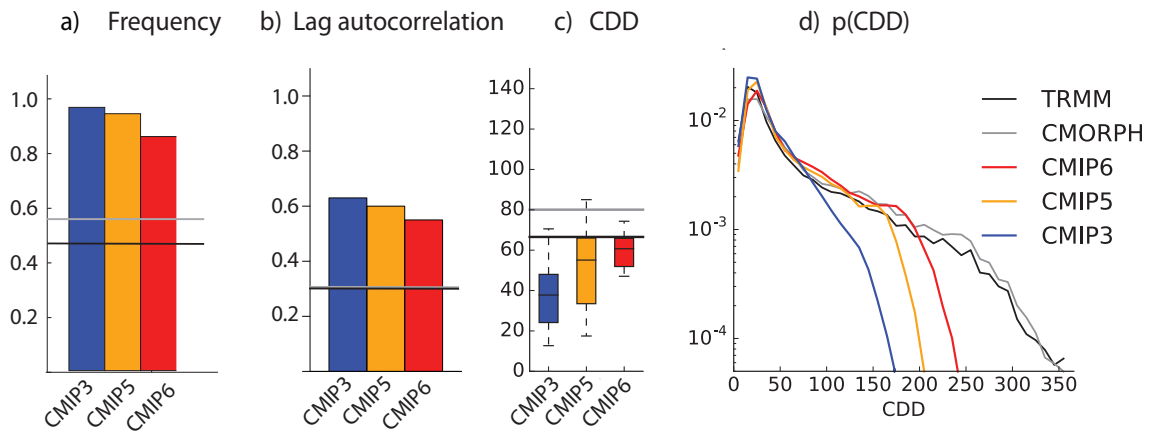 a) Frequency
b) Lag autocorrelation
c) CDD
d) p(CDD)
1.0
0.8
0.6
0.4
0.2
CMIP3
CMIP5
CMIP6
1.0
0.8
0.6
0.4
0.2
CMIP3
CMIP5
CMIP6
140
120
100
80
60
40
20
0
CMIP3
CMIP5
CMIP6
10⁻²
10⁻³
10⁻⁴
0 50 100 150 200 250 300 350
CDD
TRMM
CMORPH
CMIP6
CMIP5
CMIP3